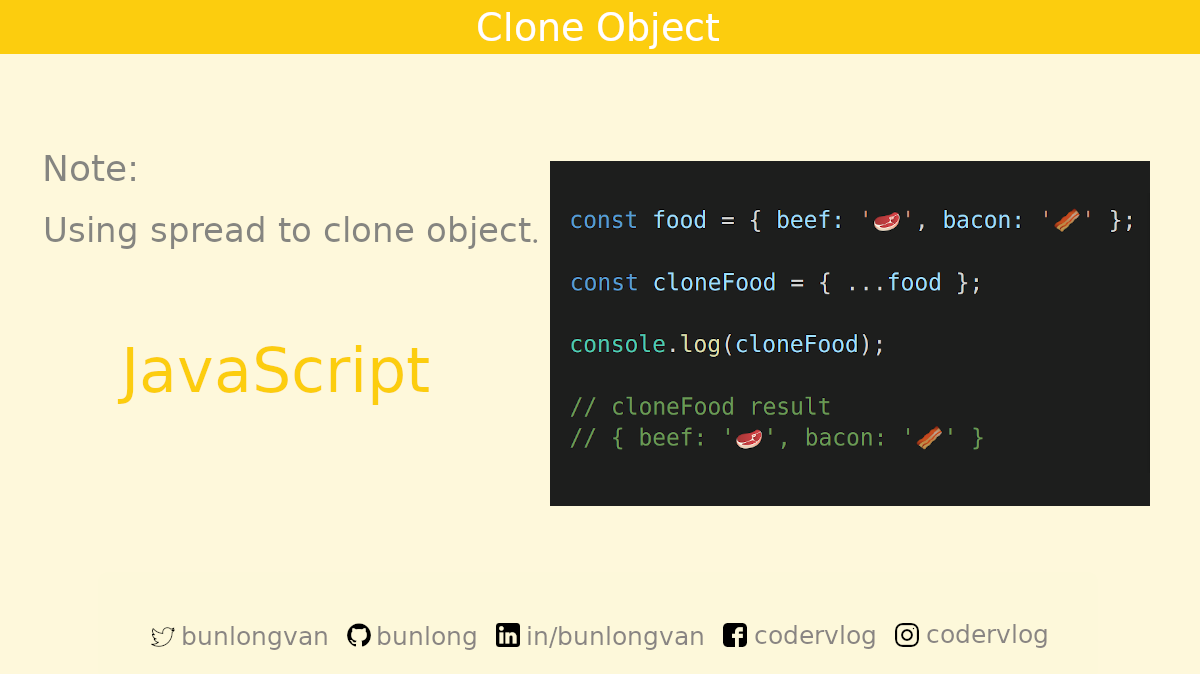 Clone Object
Note:
Using spread to clone object.
JavaScript
const food = { beef: '🥩', bacon: '🥓' };
const cloneFood = { ...food };
console.log(cloneFood);
// cloneFood result
// { beef: '🥩', bacon: '🥓' }
bunlongvan bunlong in/bunlongvan codervlog codervlog